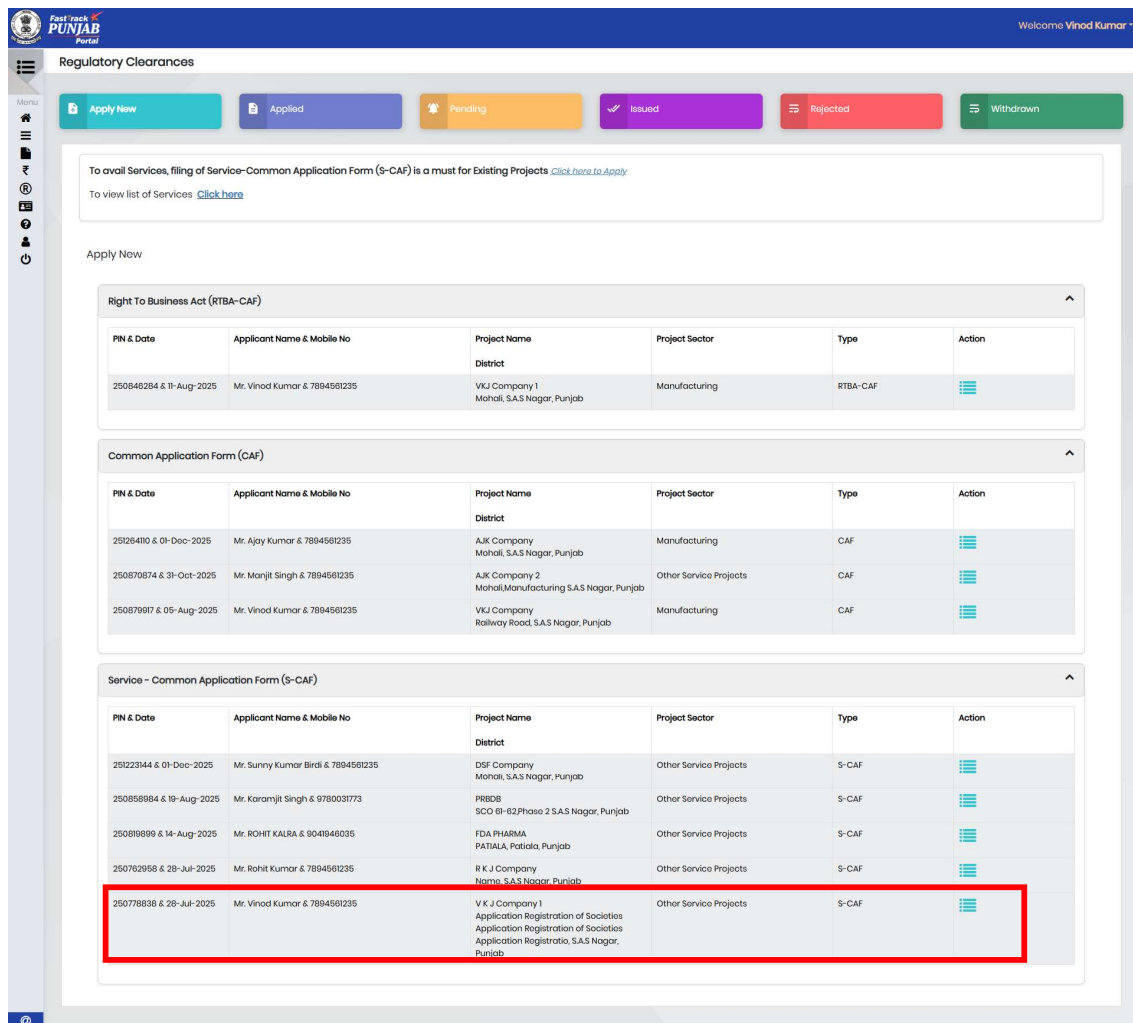 Fast Track
PUNJAB
Portal
Welcome Vinod Kumar
Regulatory Clearances
Menu
Apply New
Applied
Pending
Issued
Rejected
Withdrawn
To avail Services, filing of Service-Common Application Form (S-CAF) is a must for Existing Projects Click here to Apply
To view list of Services Click here
Apply New
Right To Business Act (RTBA-CAF)
PIN & Date Applicant Name & Mobile No Project Name Project Sector Type Action
District
250846284 & 11-Aug-2025 Mr. Vinod Kumar & 7894561235 VKJ Company 1 Manufacturing RTBA-CAF
Mohali, S.A.S Nagar, Punjab
Common Application Form (CAF)
PIN & Date Applicant Name & Mobile No Project Name Project Sector Type Action
District
251264110 & 01-Dec-2025 Mr. Ajay Kumar & 7894561235 AJK Company Manufacturing CAF
Mohali, S.A.S Nagar, Punjab
250870874 & 31-Oct-2025 Mr. Manjit Singh & 7894561235 AJK Company 2 Other Service Projects CAF
Mohali,Manufacturing S.A.S Nagar, Punjab
250879917 & 05-Aug-2025 Mr. Vinod Kumar & 7894561235 VKJ Company Manufacturing CAF
Railway Road, S.A.S Nagar, Punjab
Service - Common Application Form (S-CAF)
PIN & Date Applicant Name & Mobile No Project Name Project Sector Type Action
District
251223144 & 01-Dec-2025 Mr. Sunny Kumar Birdi & 7894561235 DSF Company Other Service Projects S-CAF
Mohali, S.A.S Nagar, Punjab
250858984 & 19-Aug-2025 Mr. Karamjit Singh & 9780031773 PRBDB Other Service Projects S-CAF
SCO 61-62,Phase 2 S.A.S Nagar, Punjab
250819899 & 14-Aug-2025 Mr. ROHIT KALRA & 9041946035 FDA PHARMA Other Service Projects S-CAF
PATIALA, Patiala, Punjab
250762958 & 28-Jul-2025 Mr. Rohit Kumar & 7894561235 R K J Company Other Service Projects S-CAF
Name, S.A.S Nagar, Punjab
250778838 & 28-Jul-2025 Mr. Vinod Kumar & 7894561235 V K J Company 1 Other Service Projects S-CAF
Application Registration of Societies
Application Registration of Societies
Application Registratio, S.A.S Nagar,
Punjab
@